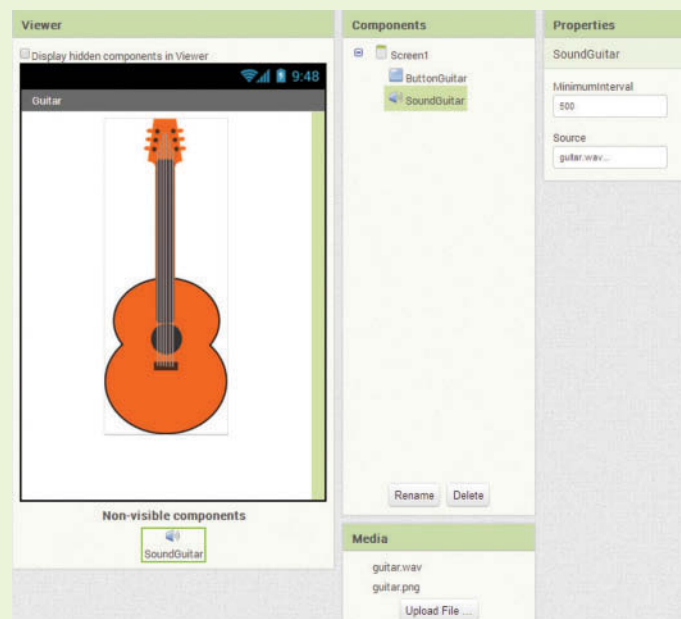 Viewer
Display hidden components in Viewer
9:48
Guitar
Non-visible components
SoundGuitar
Components
Screen1
ButtonGuitar
SoundGuitar
Rename
Delete
Media
guitar.wav
guitar.png
Upload File ...
Properties
SoundGuitar
MinimumInterval
500
Source
guitar.wav...